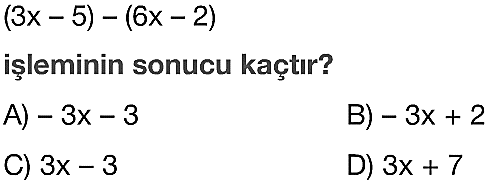 (3x – 5) – (6x – 2)
işleminin sonucu kaçtır?
A) – 3x – 3 B) – 3x + 2
C) 3x – 3 D) 3x + 7